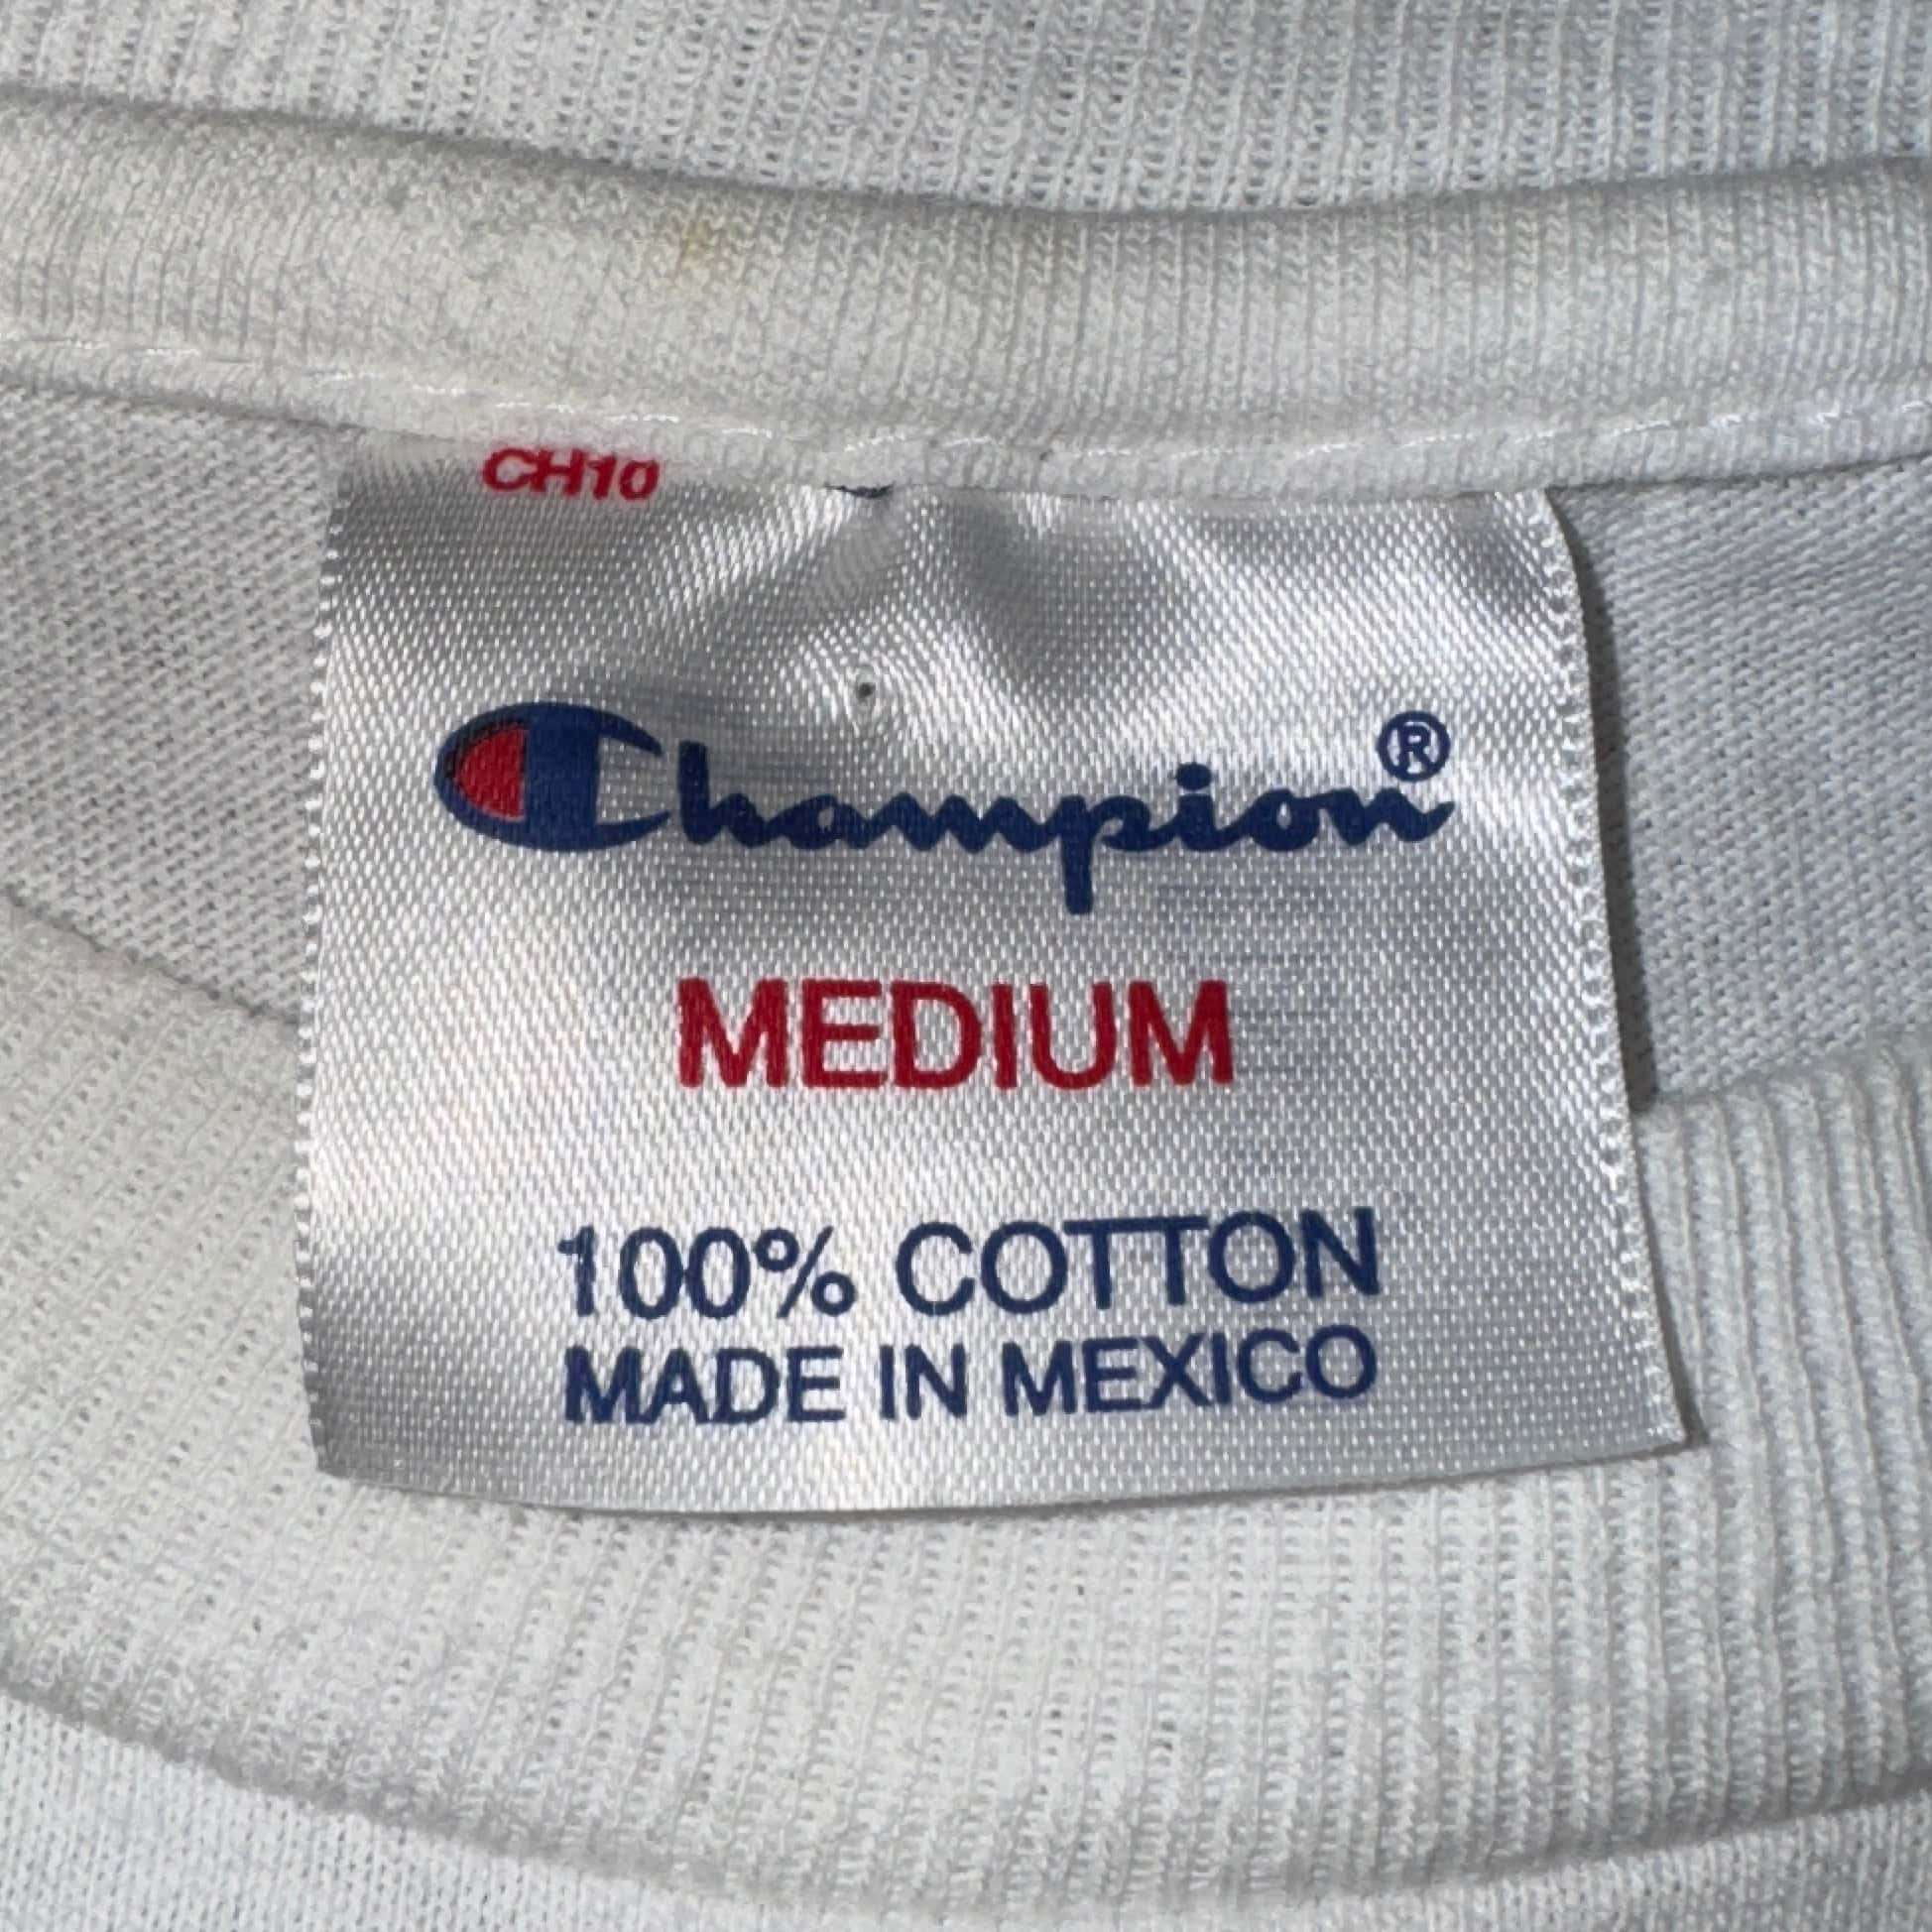 CH10
Champion®
MEDIUM
100% COTTON
MADE IN MEXICO